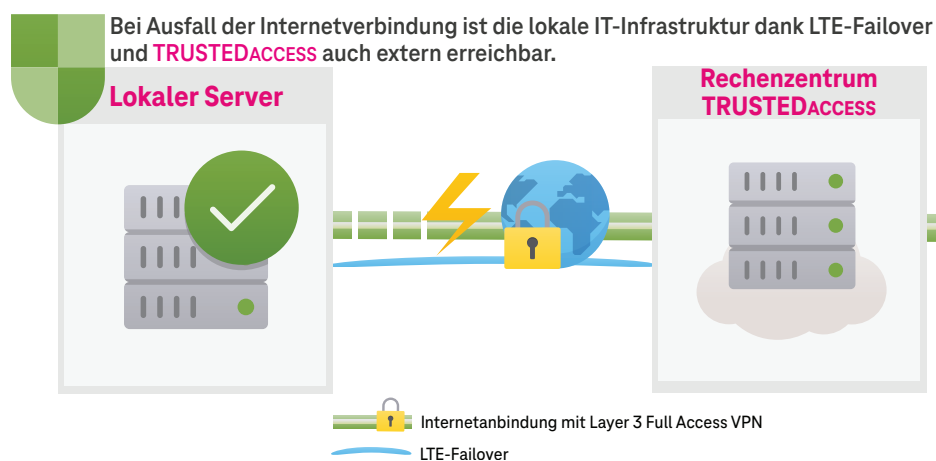 Bei Ausfall der Internetverbindung ist die lokale IT-Infrastruktur dank LTE-Failover
und TRUSTEDACCESS auch extern erreichbar.
Lokaler Server
Rechenzentrum
TRUSTEDACCESS
Internetanbindung mit Layer 3 Full Access VPN
LTE-Failover